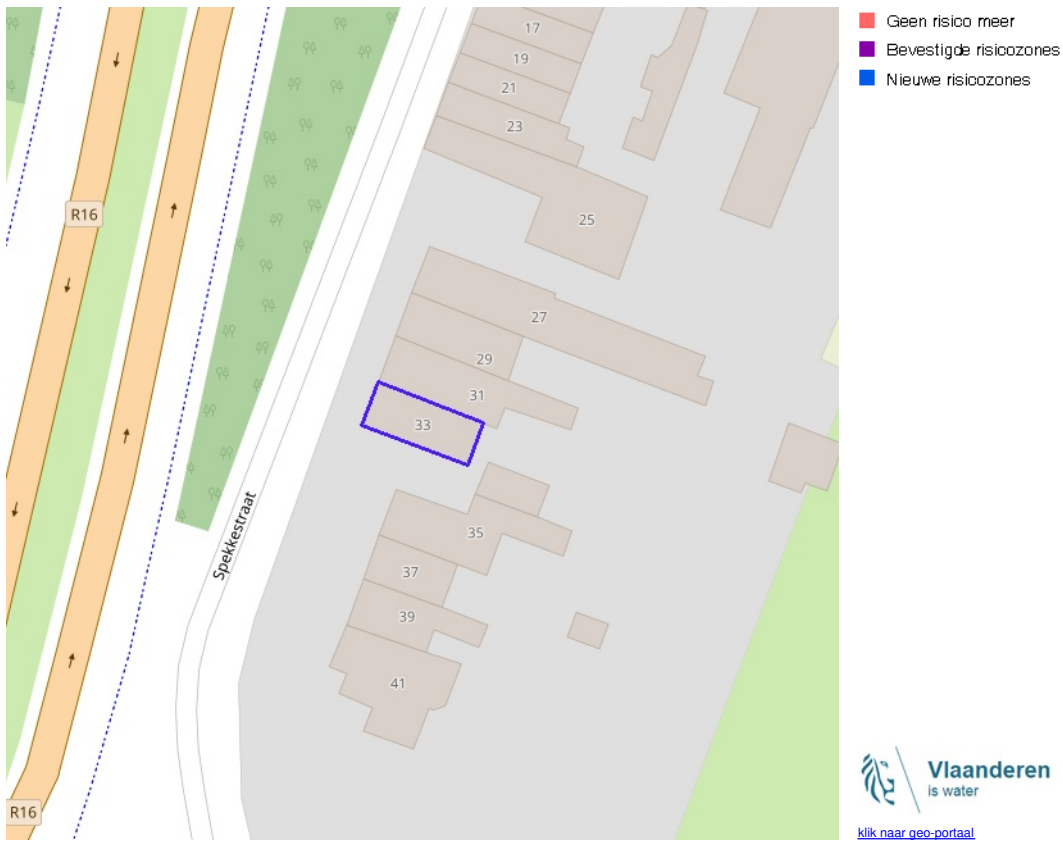 17
19
21
23
25
R16
27
29
31
33
Spekkestraat
35
37
39
41
R16
Geen risico meer
Bevestigde risicozones
Nieuwe risicozones
Vlaanderen
is water
klik naar geo-portaal